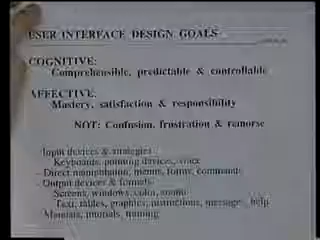 USER INTERFACE DESIGN GOALS
COGNITIVE:
Comprehensible, predictable & controllable
AFFECTIVE:
Mastery, satisfaction & responsibility
NOT: Confusion, frustration & remorse
- Input devices & strategies
Keyboards, pointing devices, voice
- Direct manipulation, menus, forms, commands
- Output devices & formats
Screens, windows, color, sound
Text, tables, graphics, instructions, messages, help
- Manuals, tutorials, training